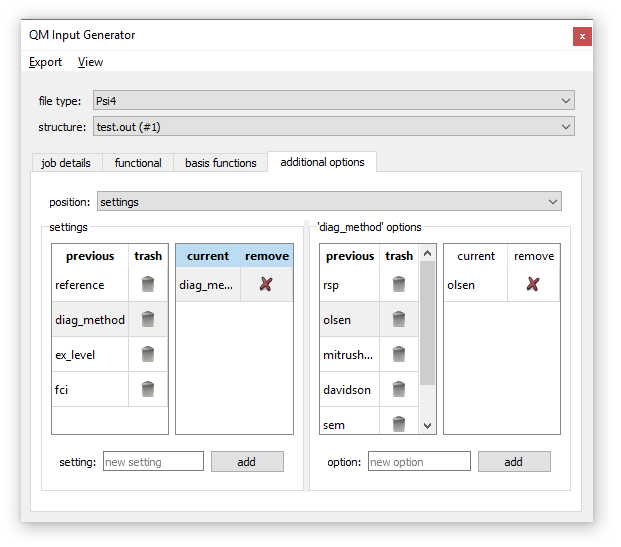 QM Input Generator
x
Export View
file type: Psi4
structure: test.out (#1)
job details functional basis functions additional options
position: settings
settings 'diag_method' options
previous trash current remove previous trash current remove
reference diag_me... rsp olsen
diag_method olsen
ex_level mitrush...
fci davidson
sem
setting: new setting add option: new option add